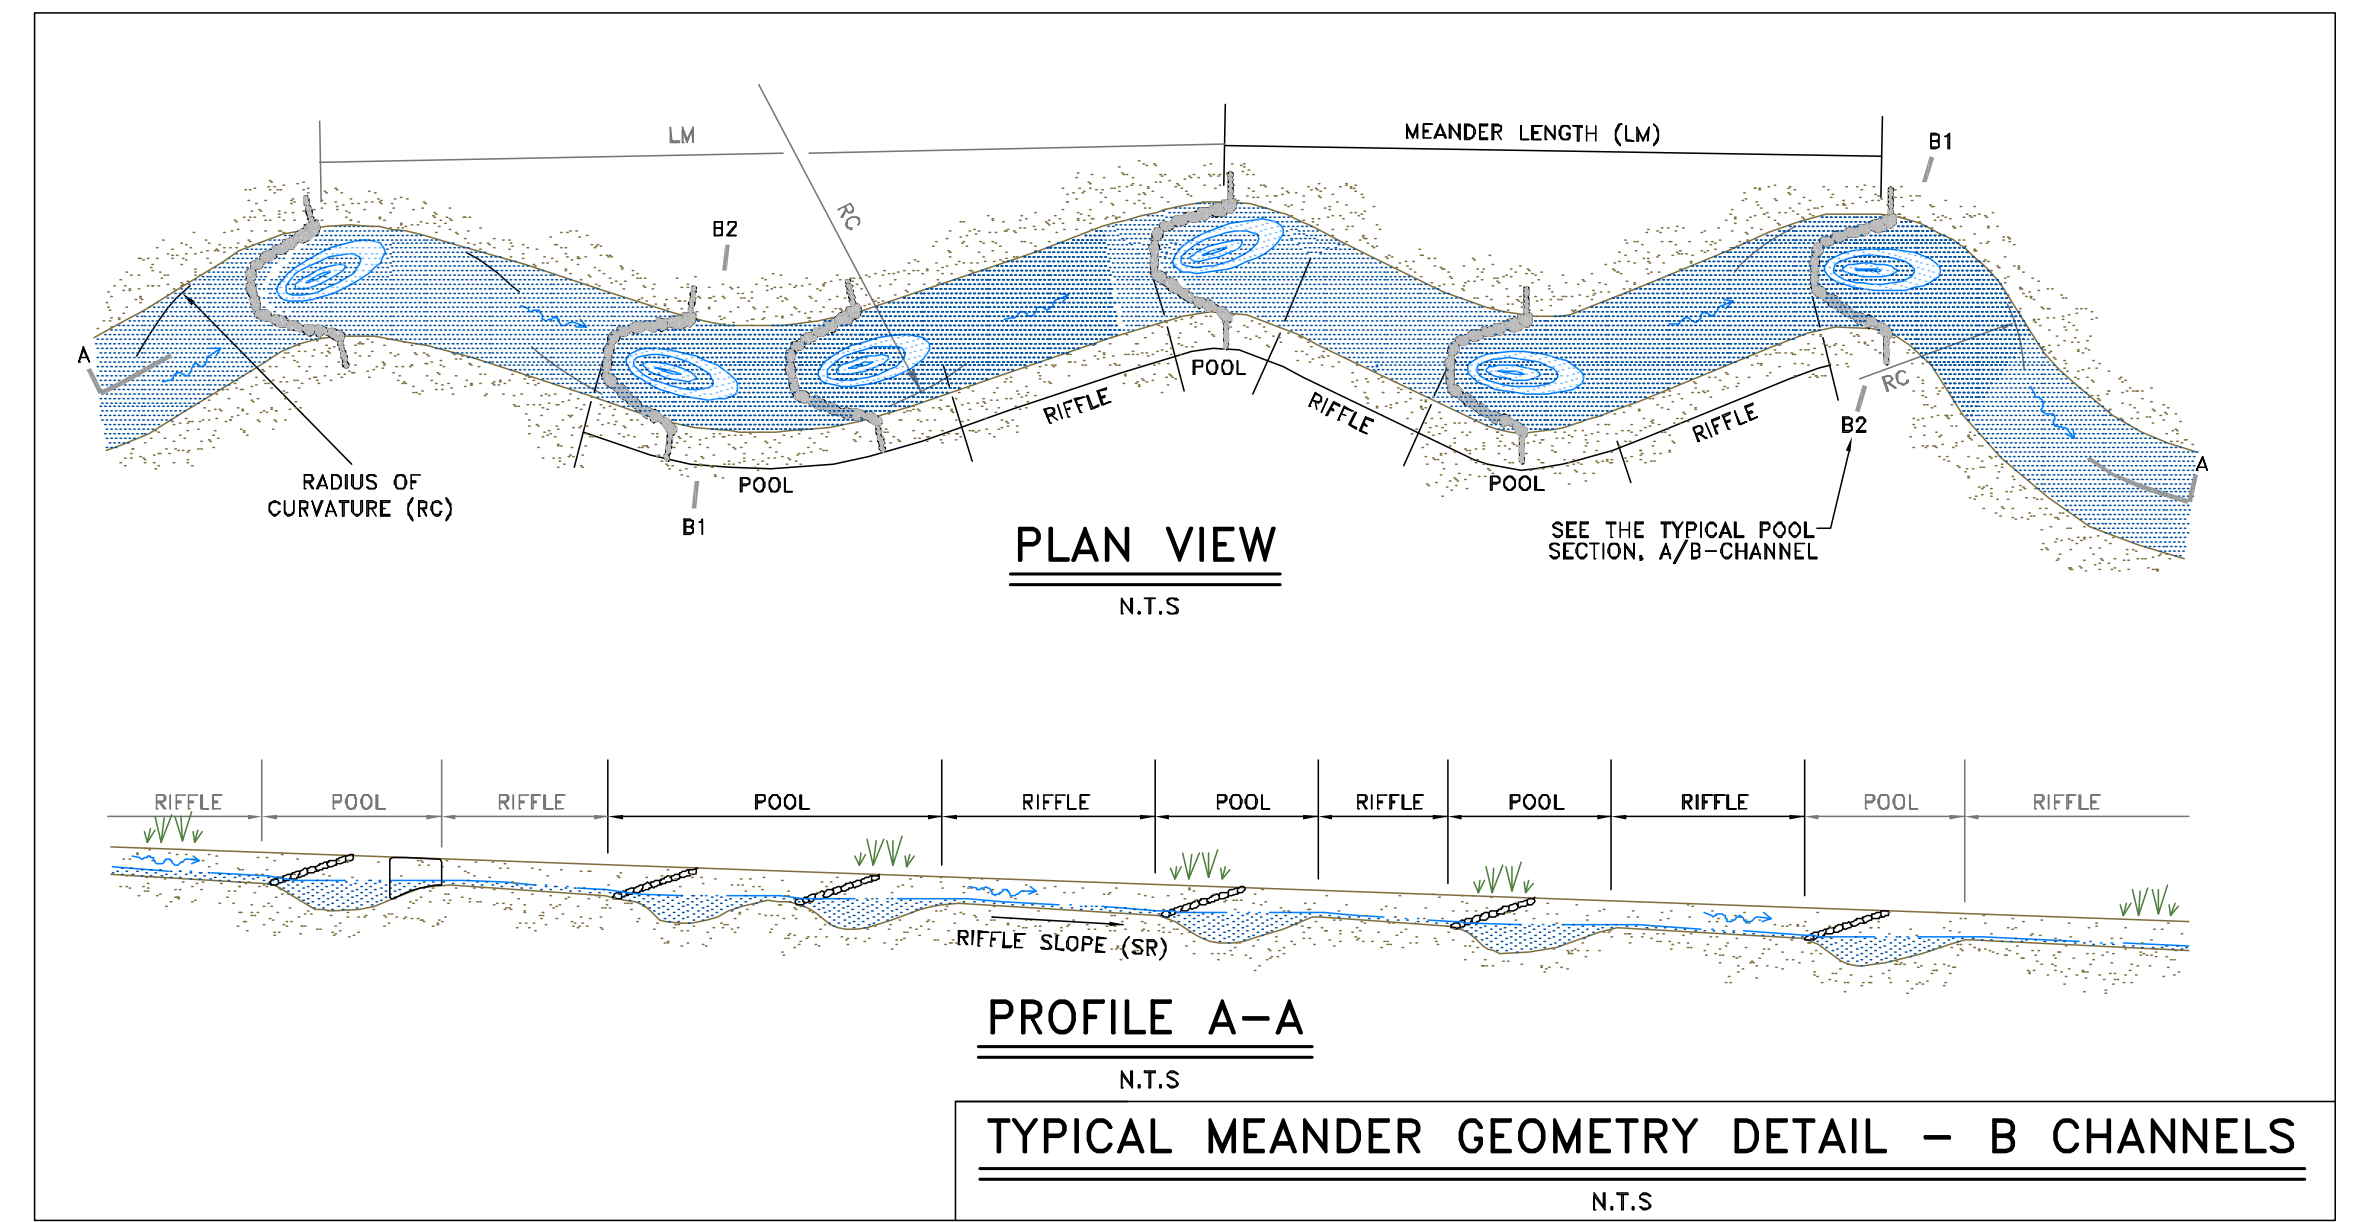 LM
MEANDER LENGTH (LM)
B1
RC
B2
A
RADIUS OF
CURVATURE (RC)
POOL
B1
RIFFLE
POOL
RIFFLE
POOL
RIFFLE
RC
B2
A
SEE THE TYPICAL POOL
SECTION, A/B-CHANNEL
PLAN VIEW
N.T.S
RIFFLE
POOL
RIFFLE
POOL
RIFFLE
POOL
RIFFLE
POOL
RIFFLE
POOL
RIFFLE
RIFFLE SLOPE (SR)
PROFILE A-A
N.T.S
TYPICAL MEANDER GEOMETRY DETAIL - B CHANNELS
N.T.S